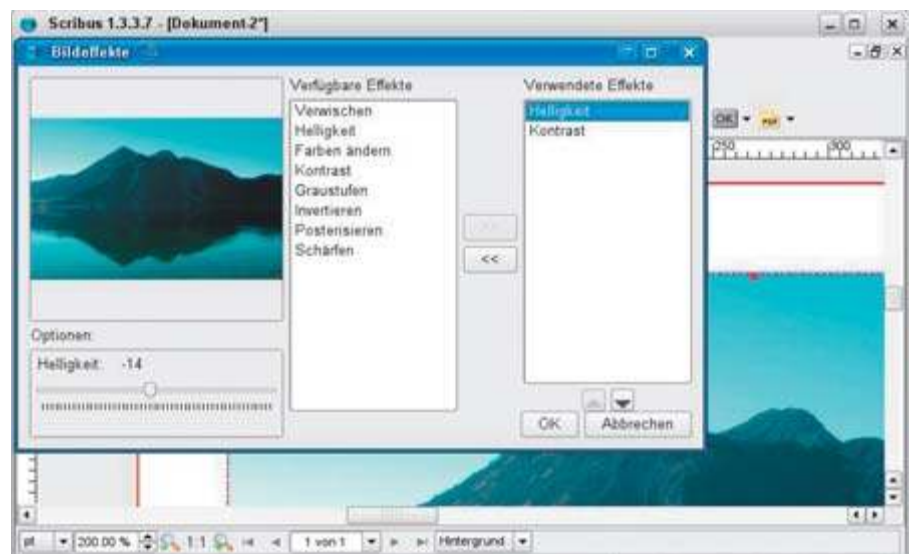 Scribus 1.3.3.7 - [Dokument-2*]
Bildeffekte
Verfügbare Effekte
Verwischen
Helligkeit
Farben ändern
Kontrast
Graustufen
Invertieren
Posterisieren
Schärfen
>>
<<
Verwendete Effekte
Helligkeit
Kontrast
Optionen:
Helligkeit: -14
OK
Abbrechen
OK
PDF
250
300
pt
200.00 %
1:1
1 von 1
Hintergrund